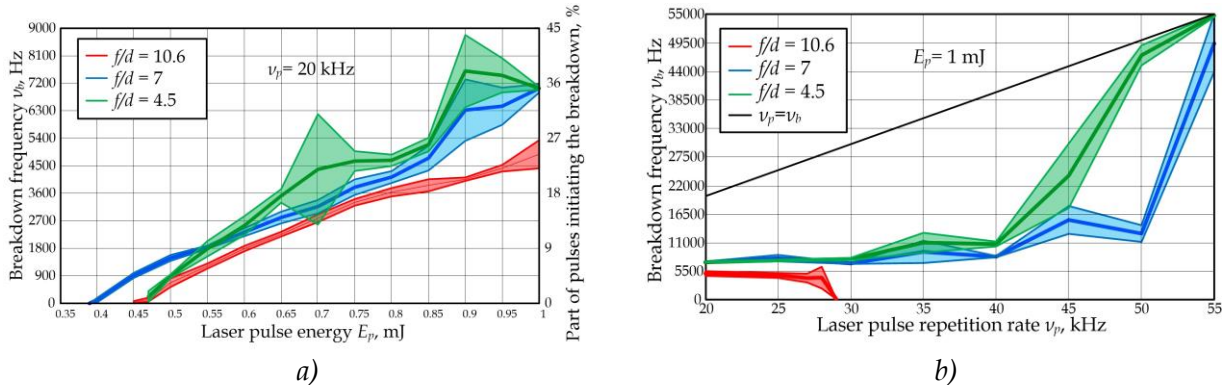 9000
8100
7200
6300
5400
4500
3600
2700
1800
900
0
Breakdown frequency νb, Hz
f/d = 10.6
f/d = 7
f/d = 4.5
νp= 20 kHz
45
36
27
18
9
0
Part of pulses initiating the breakdown, %
0.35 0.4 0.45 0.5 0.55 0.6 0.65 0.7 0.75 0.8 0.85 0.9 0.95 1
Laser pulse energy Ep, mJ
a)
55000
49500
44000
38500
33000
27500
22000
16500
11000
5500
0
Breakdown frequency νb, Hz
f/d = 10.6
f/d = 7
f/d = 4.5
νp=νb
Ep= 1 mJ
20 25 30 35 40 45 50 55
Laser pulse repetition rate νp, kHz
b)